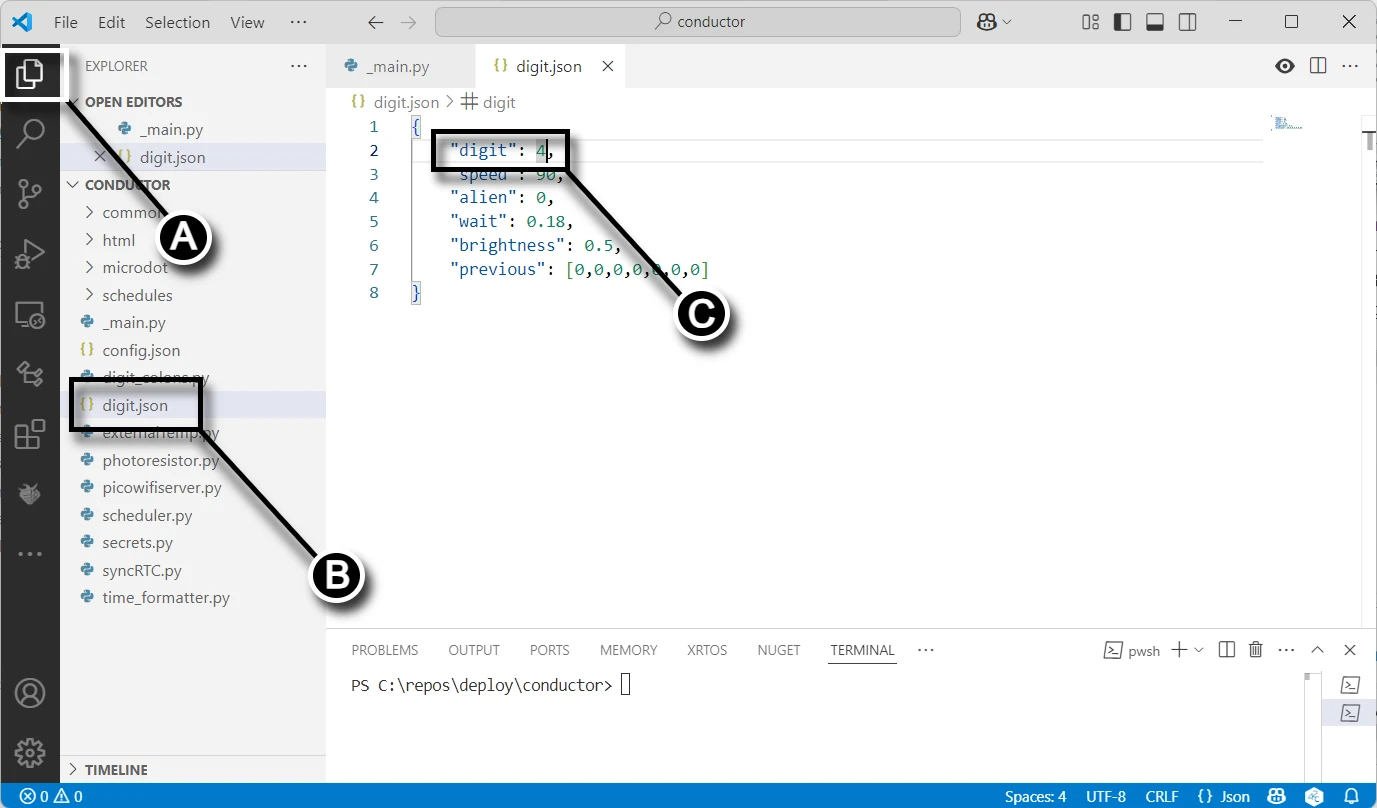 File Edit Selection View ··· conductor
EXPLORER ···
OPEN EDITORS
_main.py
digit.json
CONDUCTOR
common
html
microdot
schedules
_main.py
config.json
digit_colons.py
digit.json
externalTemp.py
photoresistor.py
picowifiserver.py
scheduler.py
secrets.py
syncRTC.py
time_formatter.py
TIMELINE
A
B
C
_main.py {} digit.json
{} digit.json > # digit
1 {
2 "digit": 4,
3 "speed": 90,
4 "alien": 0,
5 "wait": 0.18,
6 "brightness": 0.5,
7 "previous": [0,0,0,0,0,0,0]
8 }
PROBLEMS OUTPUT PORTS MEMORY XRTOS NUGET TERMINAL ··· pwsh
PS C:\repos\deploy\conductor>
0 0 Spaces: 4 UTF-8 CRLF {} Json